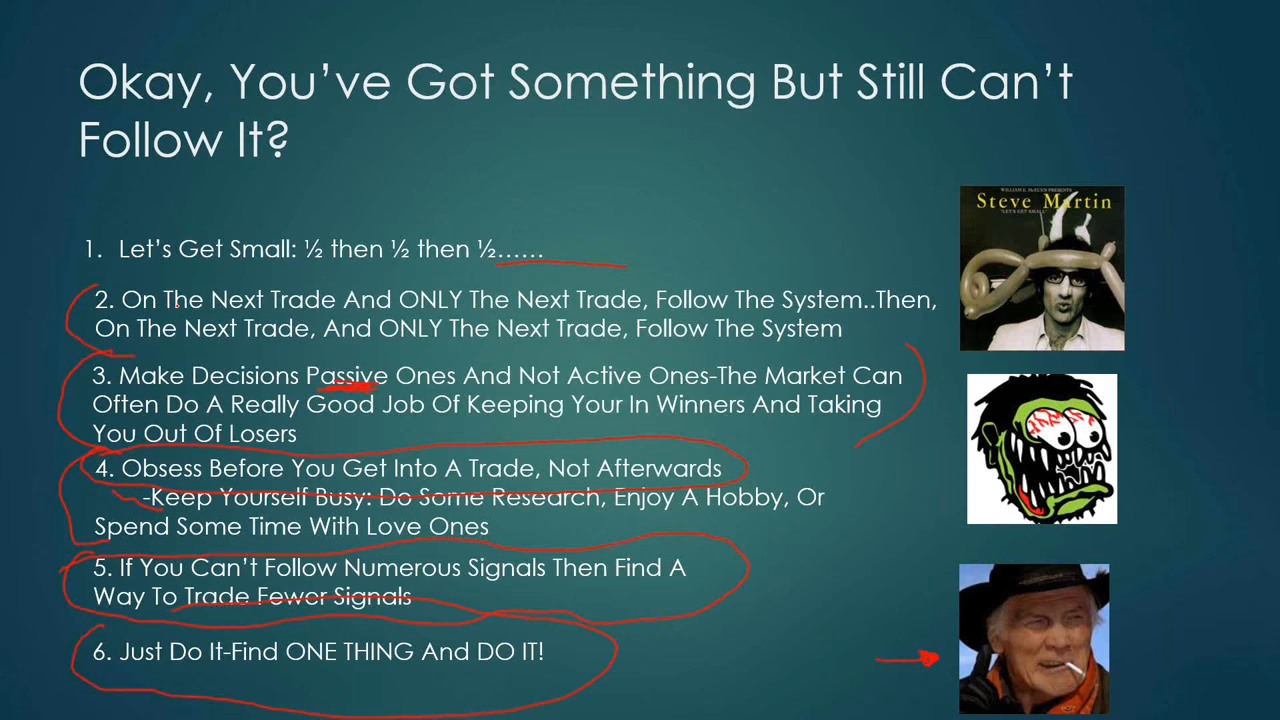 Okay, You've Got Something But Still Can't
Follow It?
1. Let's Get Small: ½ then ½ then ½......
2. On The Next Trade And ONLY The Next Trade, Follow The System..Then,
On The Next Trade, And ONLY The Next Trade, Follow The System
3. Make Decisions Passive Ones And Not Active Ones-The Market Can
Often Do A Really Good Job Of Keeping Your In Winners And Taking
You Out Of Losers
4. Obsess Before You Get Into A Trade, Not Afterwards
-Keep Yourself Busy: Do Some Research, Enjoy A Hobby, Or
Spend Some Time With Love Ones
5. If You Can't Follow Numerous Signals Then Find A
Way To Trade Fewer Signals
6. Just Do It-Find ONE THING And DO IT!
Steve Martin
"LET'S GET SMALL"